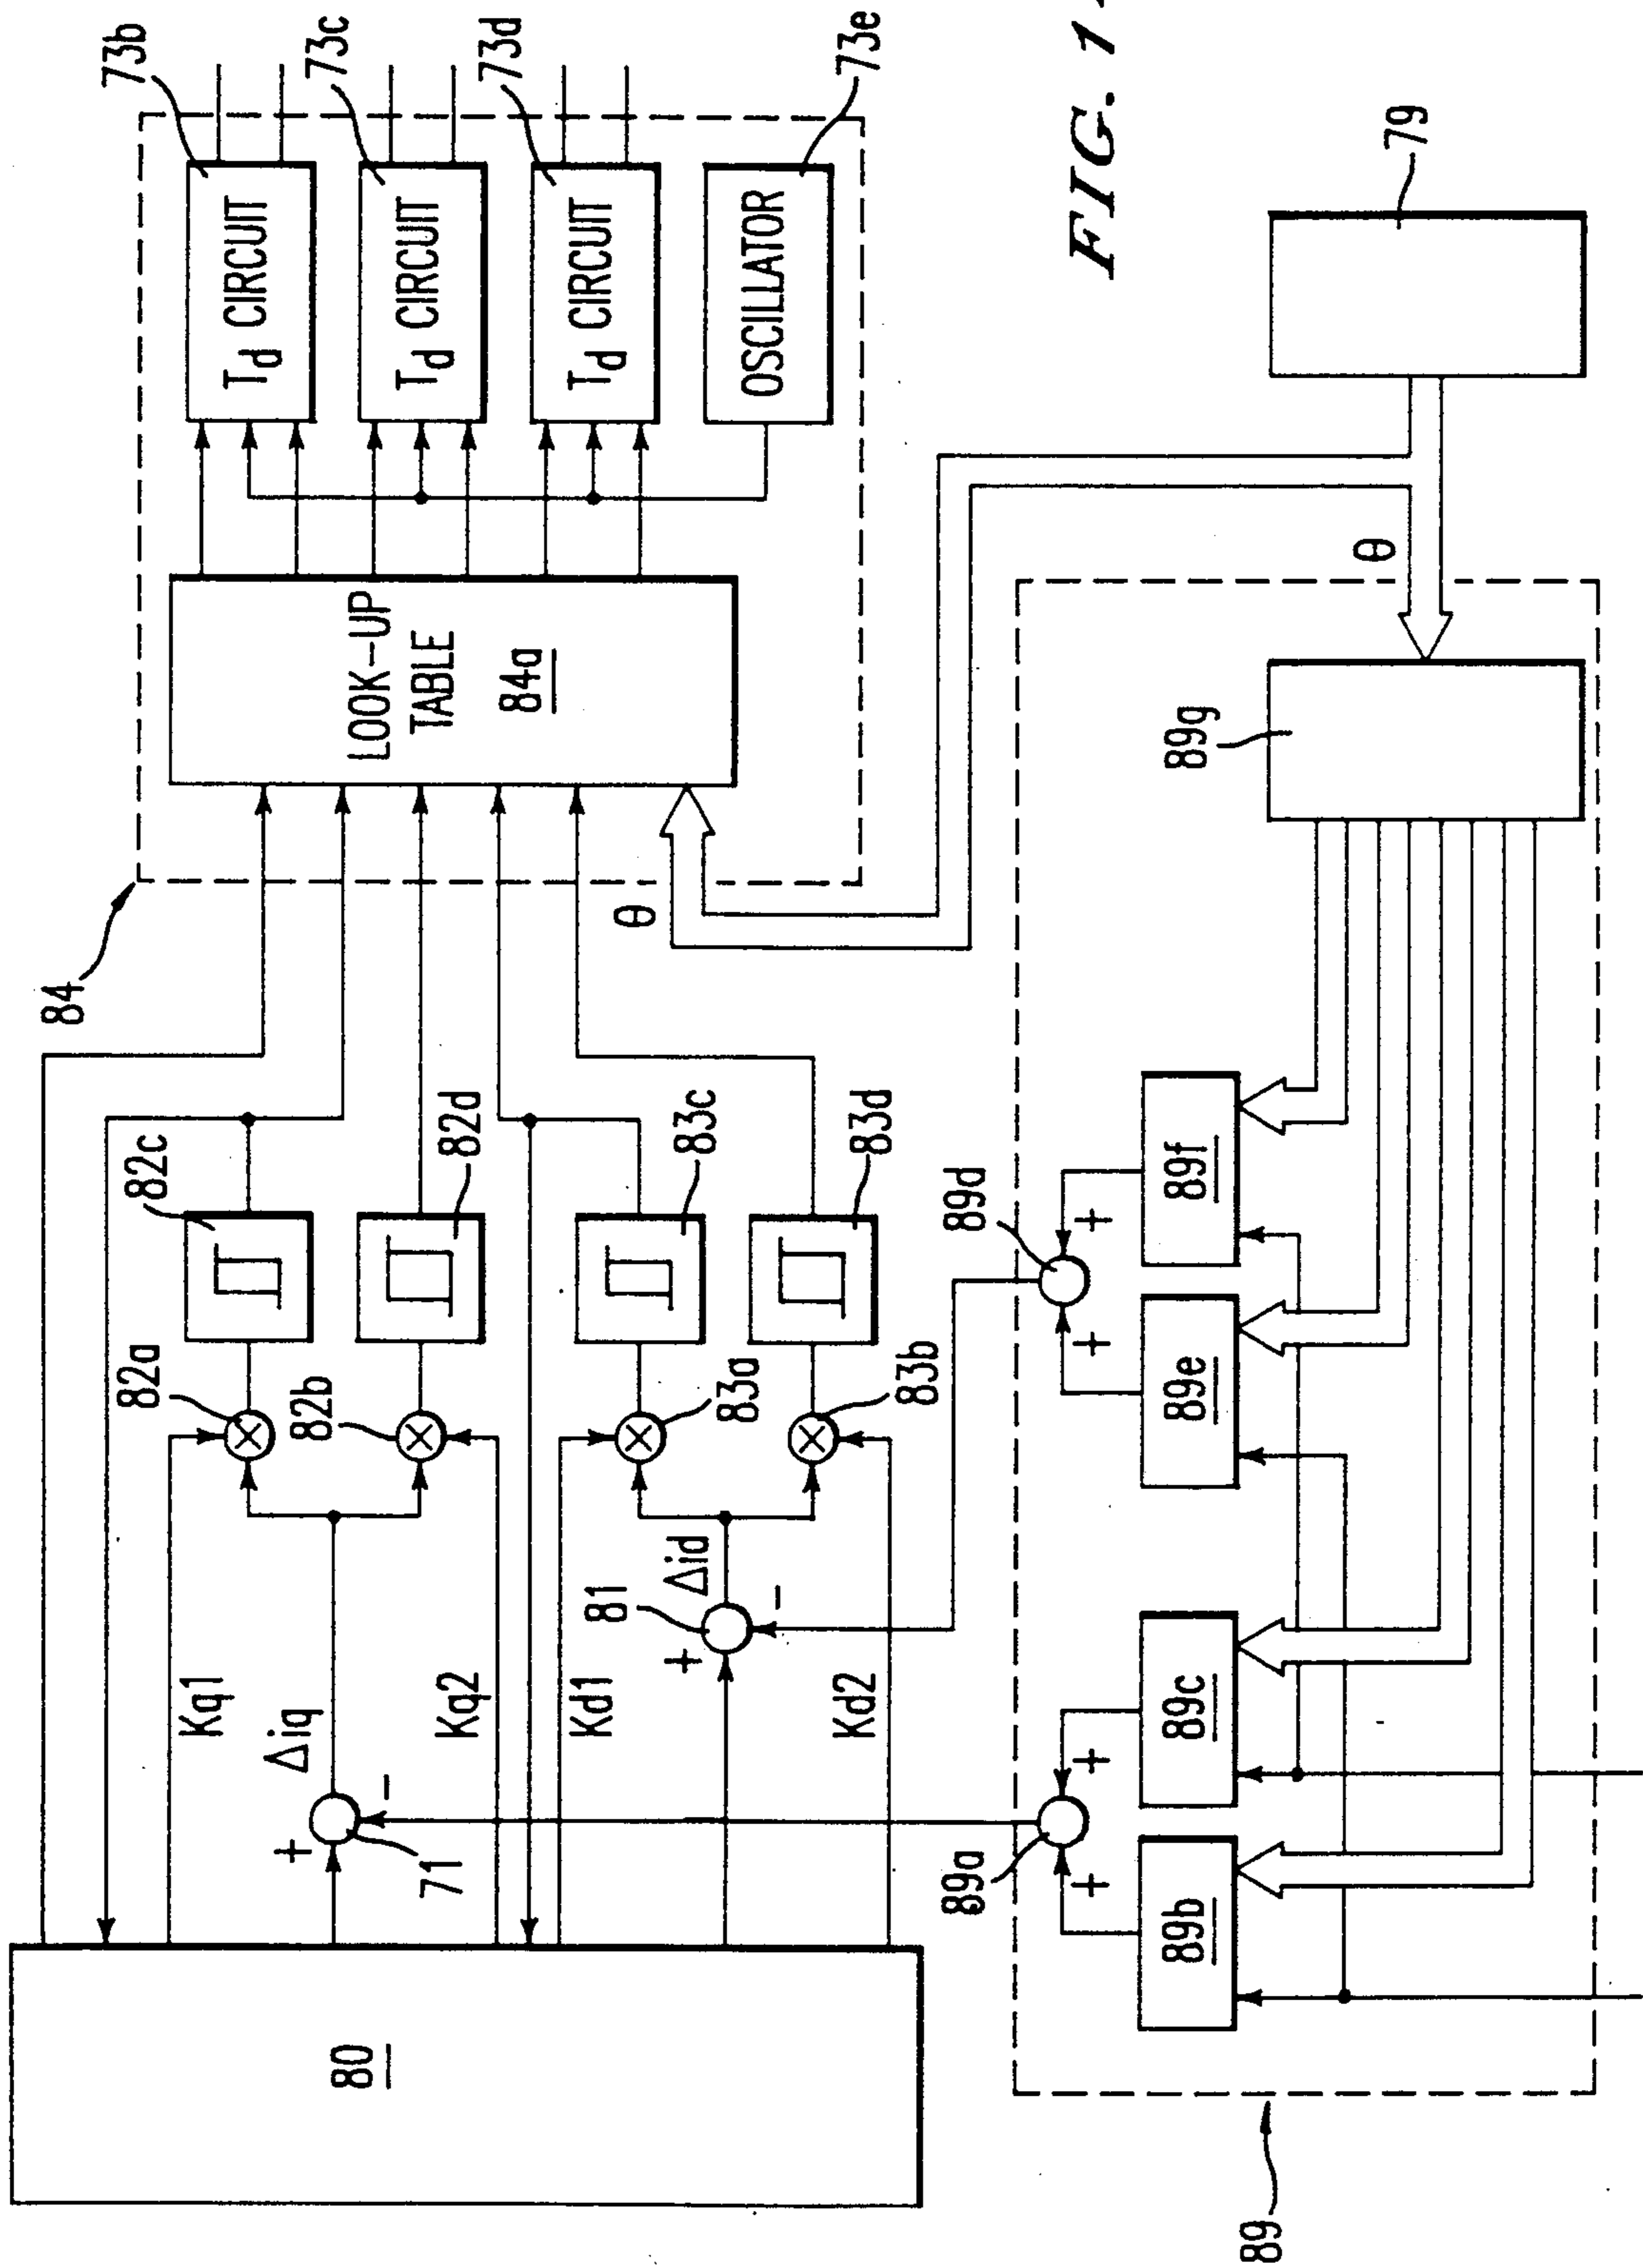 84
73b
73c
73d
73e
Td CIRCUIT
Td CIRCUIT
Td CIRCUIT
OSCILLATOR
LOOK-UP
TABLE
84a
θ
82a
82c
82b
82d
83a
83c
83b
83d
Kq1
Δiq
Kq2
Kd1
Δid
Kd2
+
-
71
+
-
81
80
89
89a
+
+
89b
89c
89d
+
+
89e
89f
89g
θ
79
FIG. 1